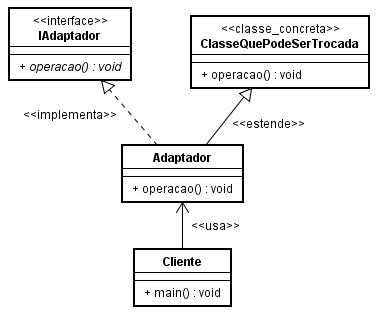 <<interface>>
IAdaptador
+ operacao() : void
<<classe_concreta>>
ClasseQuePodeSerTrocada
+ operacao() : void
<<implementa>>
<<estende>>
Adaptador
+ operacao() : void
<<usa>>
Cliente
+ main() : void